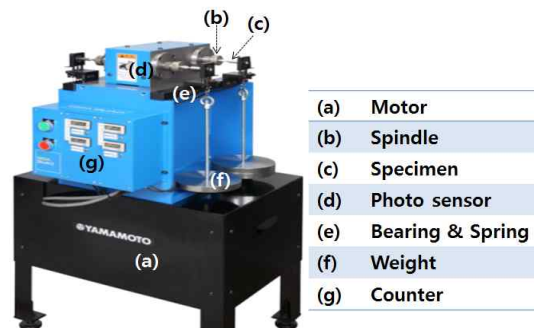 (b)
(c)
(d)
(e)
(g)
(f)
YAMAMOTO
(a)
(a) Motor
(b) Spindle
(c) Specimen
(d) Photo sensor
(e) Bearing & Spring
(f) Weight
(g) Counter